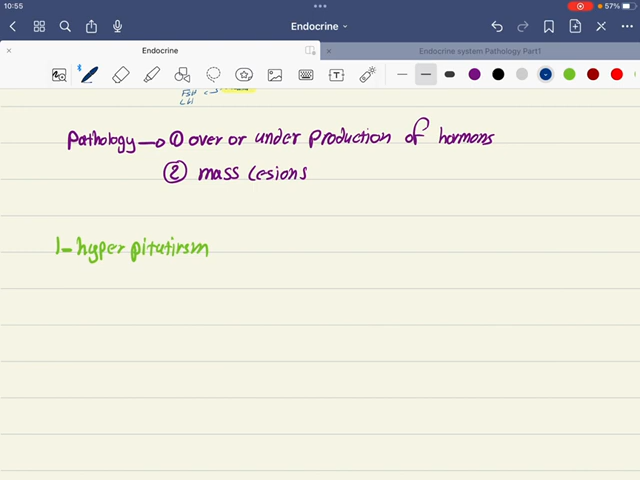 10:55
57%
Endocrine
Endocrine
Endocrine system Pathology Part1
T
FSH
LH
Pathology → ① over or under production of hormons
② mass lesions
1- hyper pitutirsm